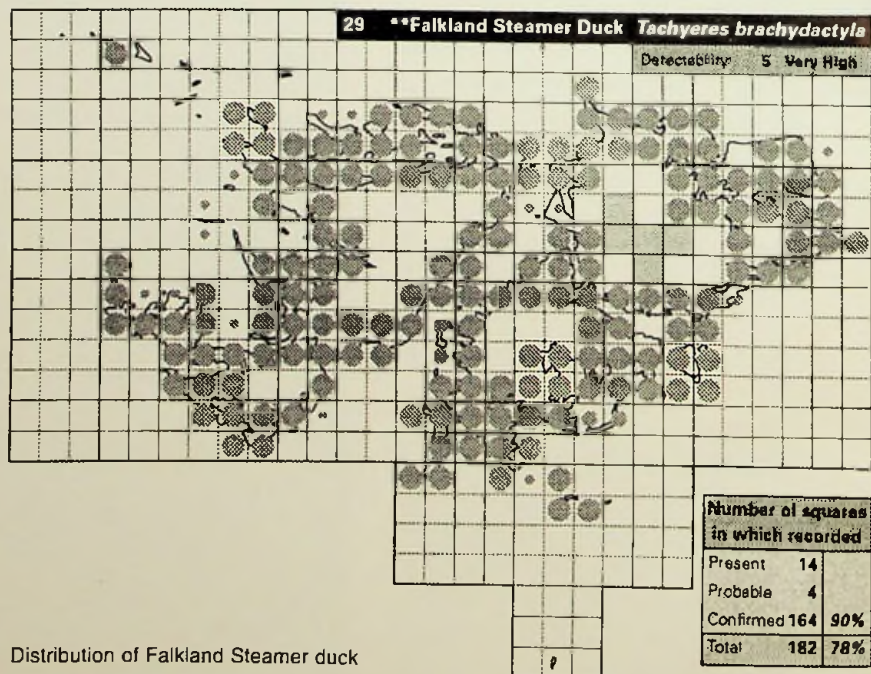 29 **Falkland Steamer Duck Tachyeres brachydactyla
Detectability 5 Very High
Number of squares
in which recorded
Present 14
Probable 4
Confirmed 164 90%
Total 182 78%
Distribution of Falkland Steamer duck